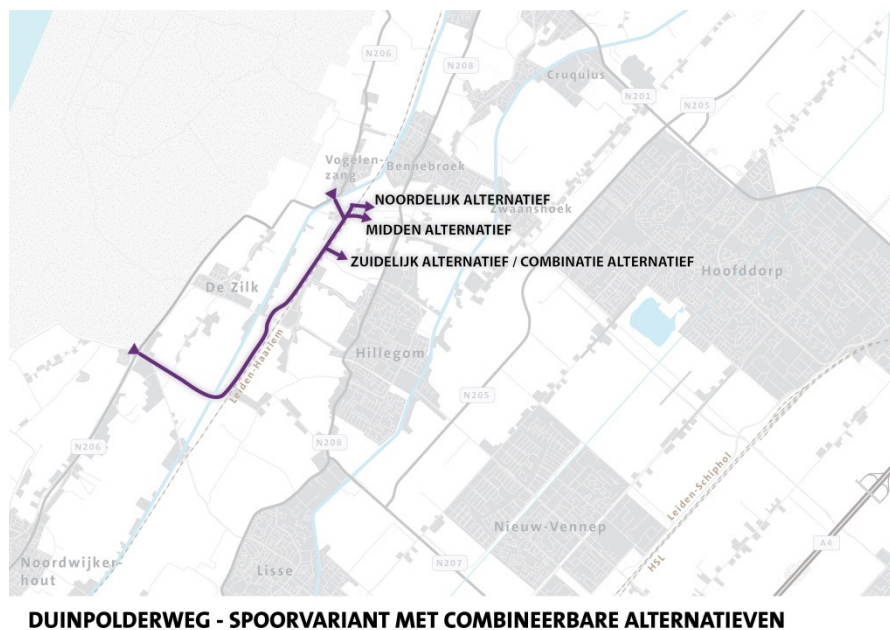 N206
N208
Cruquius
N201
N205
Vogelen-
zang
Bennebroek
NOORDELIJK ALTERNATIEF
Zwaanshoek
MIDDEN ALTERNATIEF
ZUIDELIJK ALTERNATIEF / COMBINATIE ALTERNATIEF
Hoofddorp
De Zilk
Leiden-Haarlem
Hillegom
N205
N206
N208
Leiden-Schiphol
Nieuw-Vennep
HSL
A4
Noordwijker-
hout
Lisse
N207
DUINPOLDERWEG - SPOORVARIANT MET COMBINEERBARE ALTERNATIEVEN